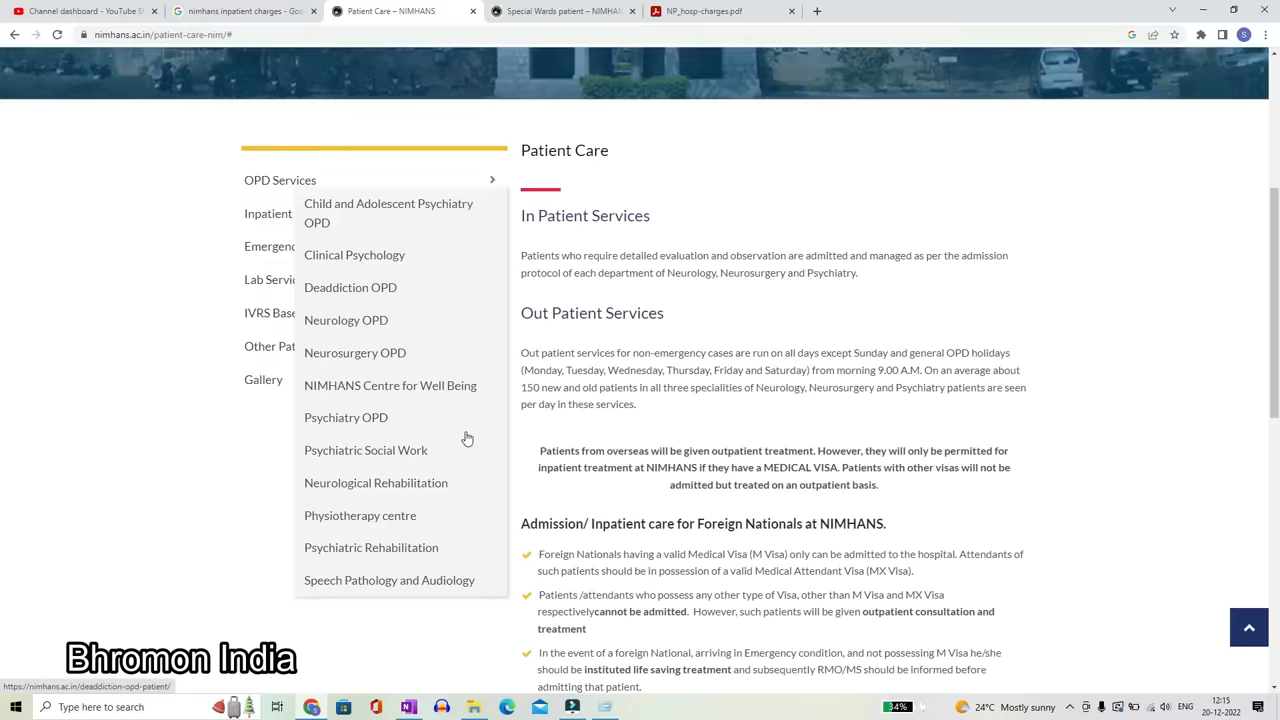 Channel dashboard - YouTube S
nimhans inpatient charges - Goo
Patient Care – NIMHANS
Special Wards patient – NIMHAN
NP_hosp-charges.pdf
nimhans.ac.in/patient-care-nim/#
S
Patient Care
OPD Services
Child and Adolescent Psychiatry
OPD
Inpatient
Clinical Psychology
Emergenc
Deaddiction OPD
Lab Servic
Neurology OPD
IVRS Base
Neurosurgery OPD
Other Pat
NIMHANS Centre for Well Being
Gallery
Psychiatry OPD
Psychiatric Social Work
Neurological Rehabilitation
Physiotherapy centre
Psychiatric Rehabilitation
Speech Pathology and Audiology
In Patient Services
Patients who require detailed evaluation and observation are admitted and managed as per the admission
protocol of each department of Neurology, Neurosurgery and Psychiatry.
Out Patient Services
Out patient services for non-emergency cases are run on all days except Sunday and general OPD holidays
(Monday, Tuesday, Wednesday, Thursday, Friday and Saturday) from morning 9.00 A.M. On an average about
150 new and old patients in all three specialities of Neurology, Neurosurgery and Psychiatry patients are seen
per day in these services.
Patients from overseas will be given outpatient treatment. However, they will only be permitted for
inpatient treatment at NIMHANS if they have a MEDICAL VISA. Patients with other visas will not be
admitted but treated on an outpatient basis.
Admission/ Inpatient care for Foreign Nationals at NIMHANS.
Foreign Nationals having a valid Medical Visa (M Visa) only can be admitted to the hospital. Attendants of
such patients should be in possession of a valid Medical Attendant Visa (MX Visa).
Patients /attendants who possess any other type of Visa, other than M Visa and MX Visa
respectivelycannot be admitted. However, such patients will be given outpatient consultation and
treatment
In the event of a foreign National, arriving in Emergency condition, and not possessing M Visa he/she
should be instituted life saving treatment and subsequently RMO/MS should be informed before
admitting that patient.
Bhromon India
https://nimhans.ac.in/deaddiction-opd-patient/
Type here to search
34%
24°C Mostly sunny
ENG
12:15
20-12-2022